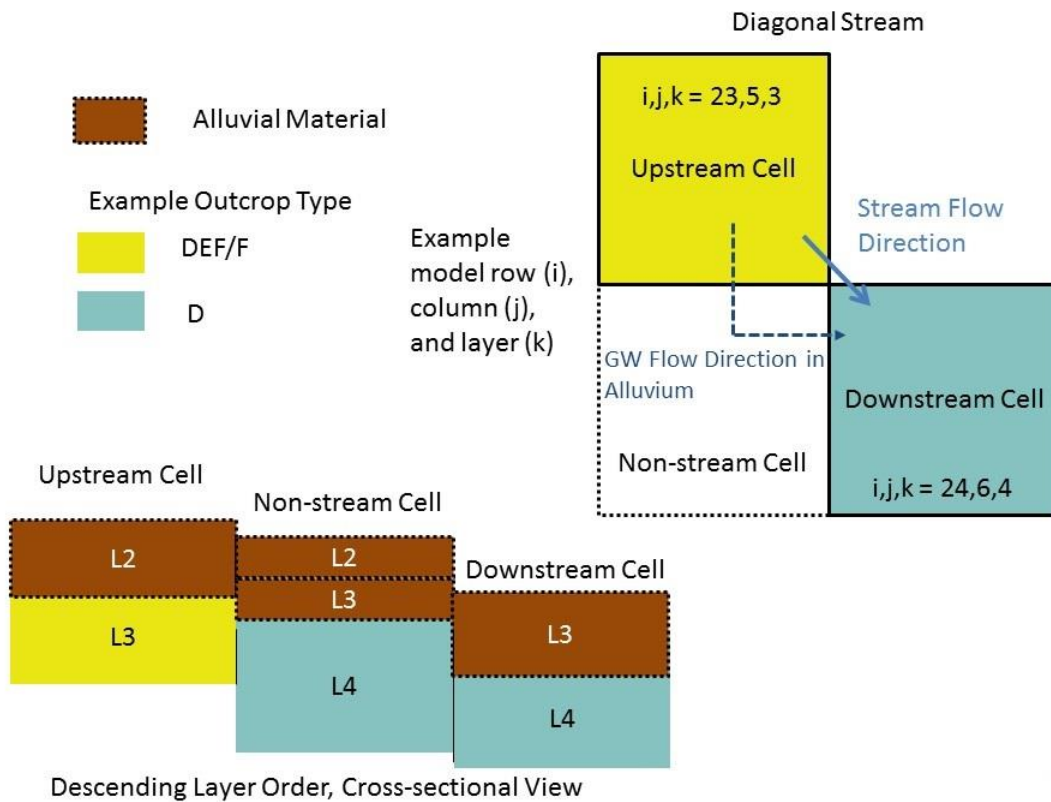 Diagonal Stream
Alluvial Material
Example Outcrop Type
DEF/F
D
Example
model row (i),
column (j),
and layer (k)
i,j,k = 23,5,3
Upstream Cell
Stream Flow
Direction
GW Flow Direction in
Alluvium
Downstream Cell
Non-stream Cell
i,j,k = 24,6,4
Upstream Cell
Non-stream Cell
Downstream Cell
L2
L3
L2
L3
L4
L3
L4
Descending Layer Order, Cross-sectional View